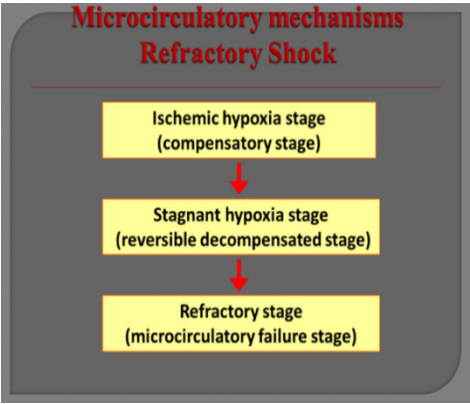 Microcirculatory mechanisms
Refractory Shock
Ischemic hypoxia stage
(compensatory stage)
Stagnant hypoxia stage
(reversible decompensated stage)
Refractory stage
(microcirculatory failure stage)